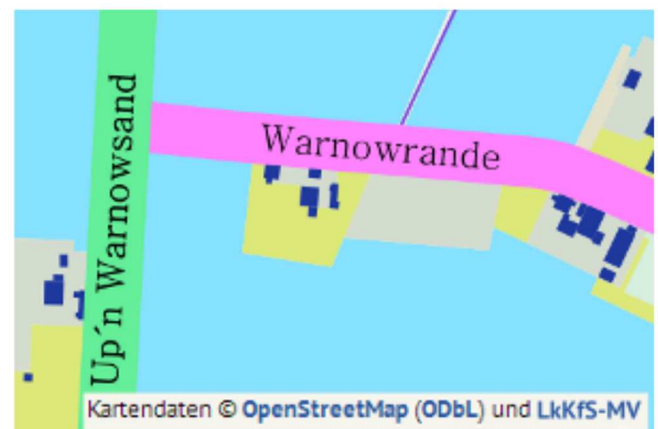 Warnowrande
Up´n Warnowsand
Kartendaten © OpenStreetMap (ODbL) und LkKfS-MV